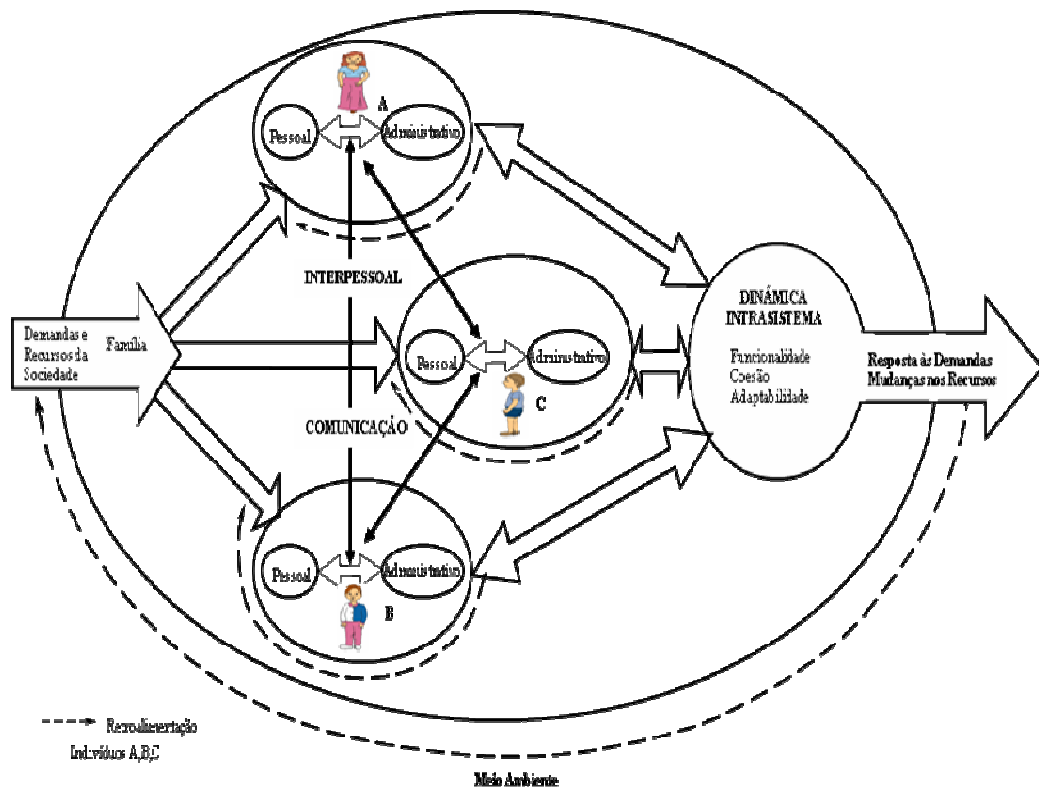 A
Pessoal
Administrativo
INTERPESSOAL
Demandas e
Recursos da
Sociedade
Família
Pessoal
Administrativo
C
COMUNICAÇÃO
DINÂMICA
INTRASISTEMA
Funcionalidade
Coesão
Adaptabilidade
Resposta às Demandas
Mudanças nos Recursos
Pessoal
Administrativo
B
Retroalimentação
Indivíduos A,B,C
Meio Ambiente